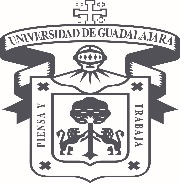 UNIVERSIDAD DE GUADALAJARA
PIENSA Y
TRABAJA